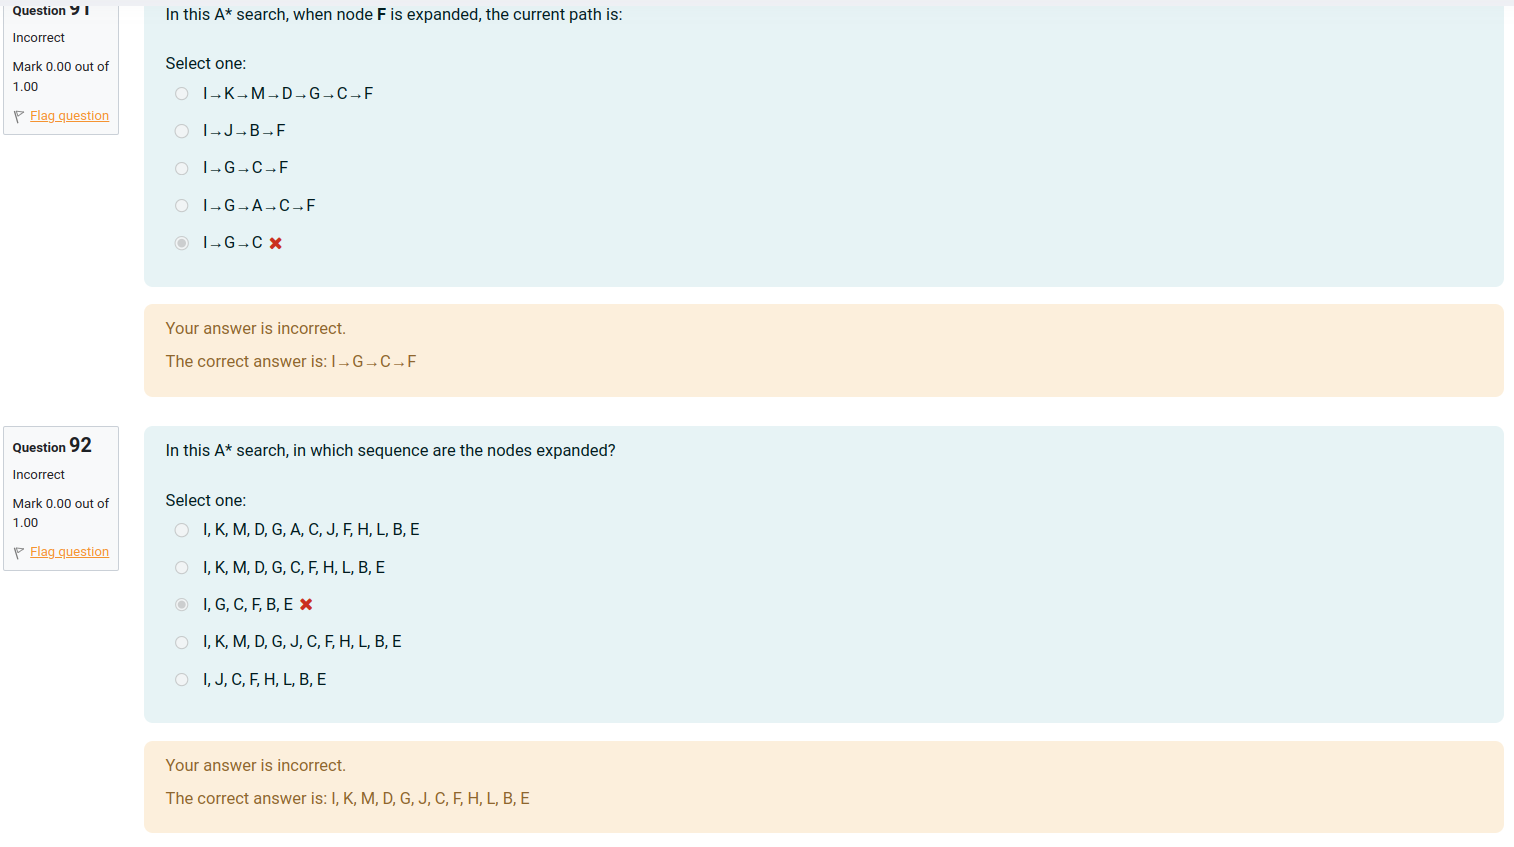 Question 91
Incorrect
Mark 0.00 out of
1.00
Flag question
In this A* search, when node F is expanded, the current path is:
Select one:
I→K→M→D→G→C→F
I→J→B→F
I→G→C→F
I→G→A→C→F
I→G→C
Your answer is incorrect.
The correct answer is: I→G→C→F
Question 92
Incorrect
Mark 0.00 out of
1.00
Flag question
In this A* search, in which sequence are the nodes expanded?
Select one:
I, K, M, D, G, A, C, J, F, H, L, B, E
I, K, M, D, G, C, F, H, L, B, E
I, G, C, F, B, E
I, K, M, D, G, J, C, F, H, L, B, E
I, J, C, F, H, L, B, E
Your answer is incorrect.
The correct answer is: I, K, M, D, G, J, C, F, H, L, B, E